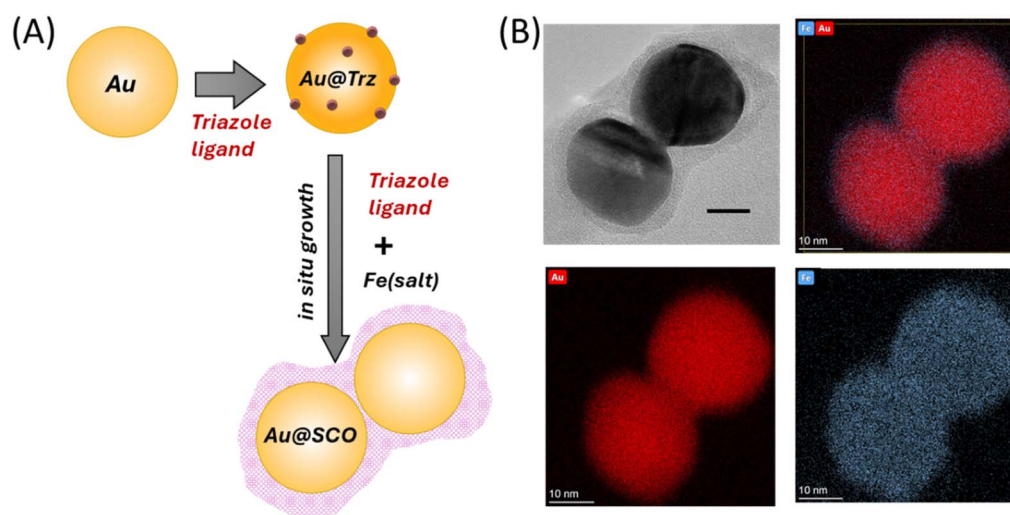 (A)
Au
Triazole
ligand
Au@Trz
in situ growth
Triazole
ligand
+
Fe(salt)
Au@SCO
(B)
Fe Au
10 nm
Au
10 nm
Fe
10 nm